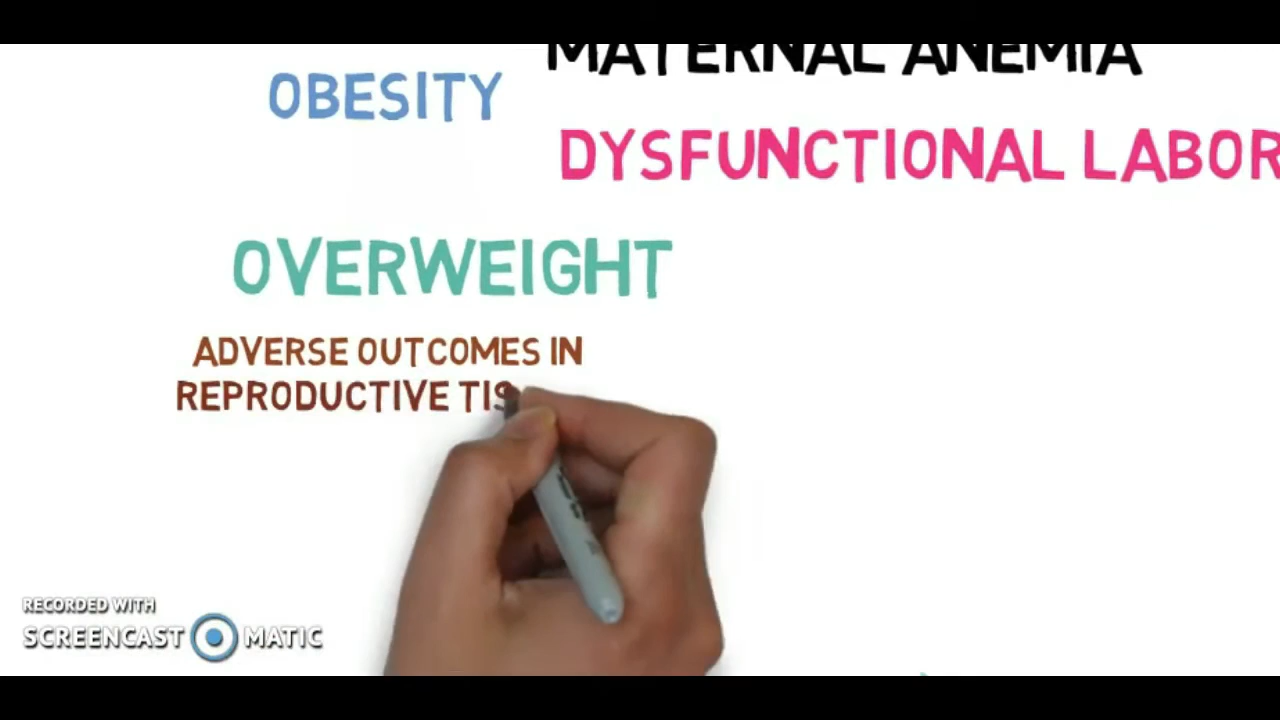 MATERNAL ANEMIA
OBESITY
DYSFUNCTIONAL LABOR
OVERWEIGHT
ADVERSE OUTCOMES IN
REPRODUCTIVE TIS
RECORDED WITH
SCREENCAST MATIC